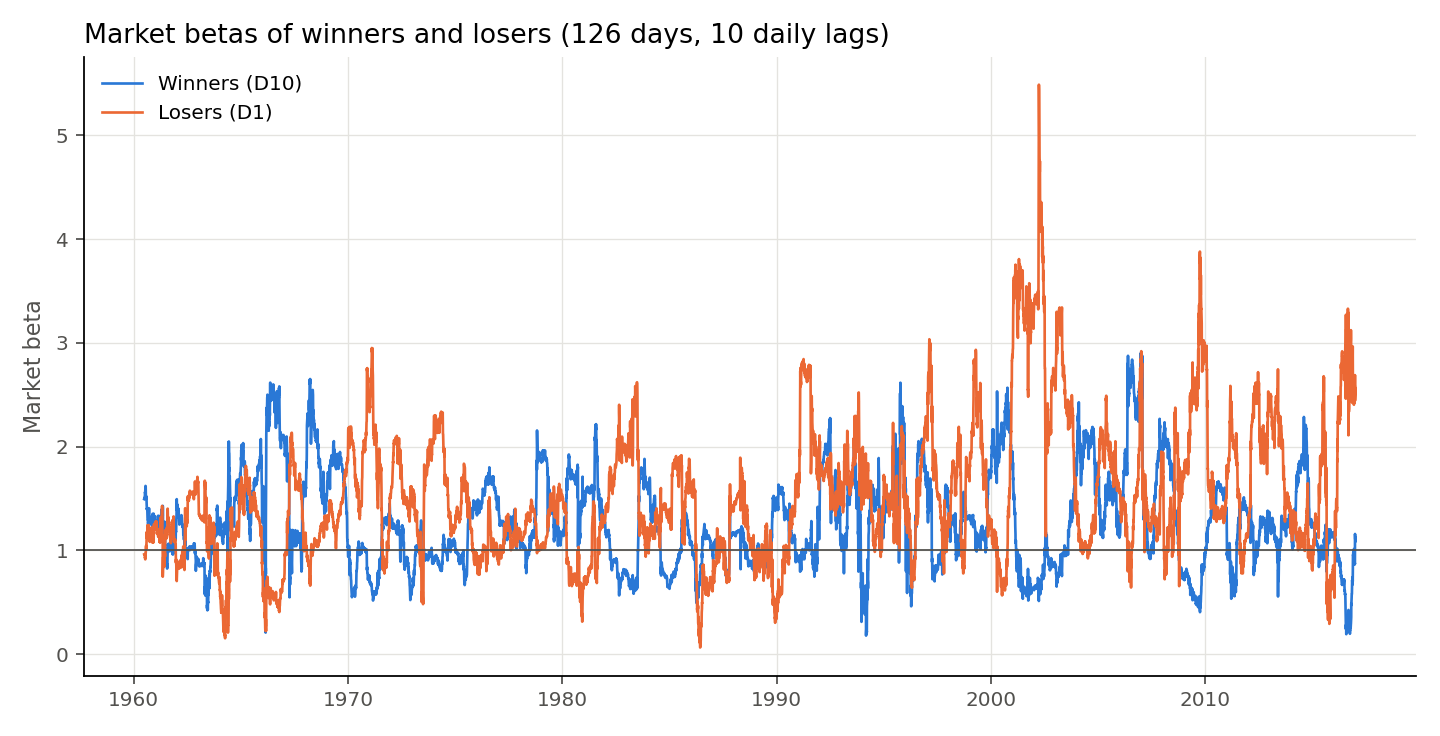 Market betas of winners and losers (126 days, 10 daily lags)
Winners (D10)
Losers (D1)
Market beta
5
4
3
2
1
0
1960 1970 1980 1990 2000 2010